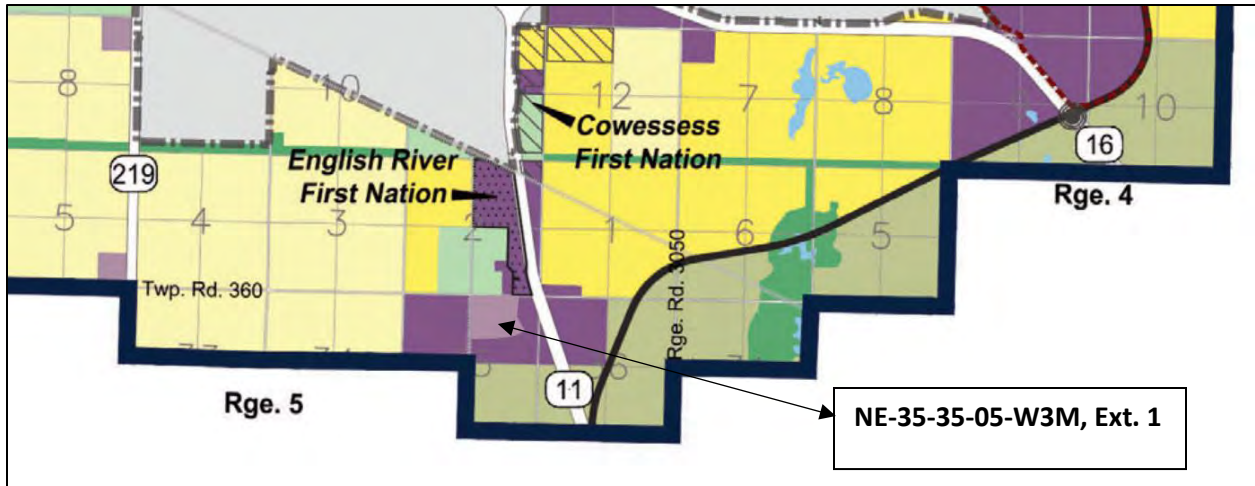 8
10
12
7
8
10
Cowessess
First Nation
English River
First Nation
16
219
Rge. 4
5
4
3
2
1
6
5
Rge. Rd. 3050
Twp. Rd. 360
Rge. 5
11
NE-35-35-05-W3M, Ext. 1